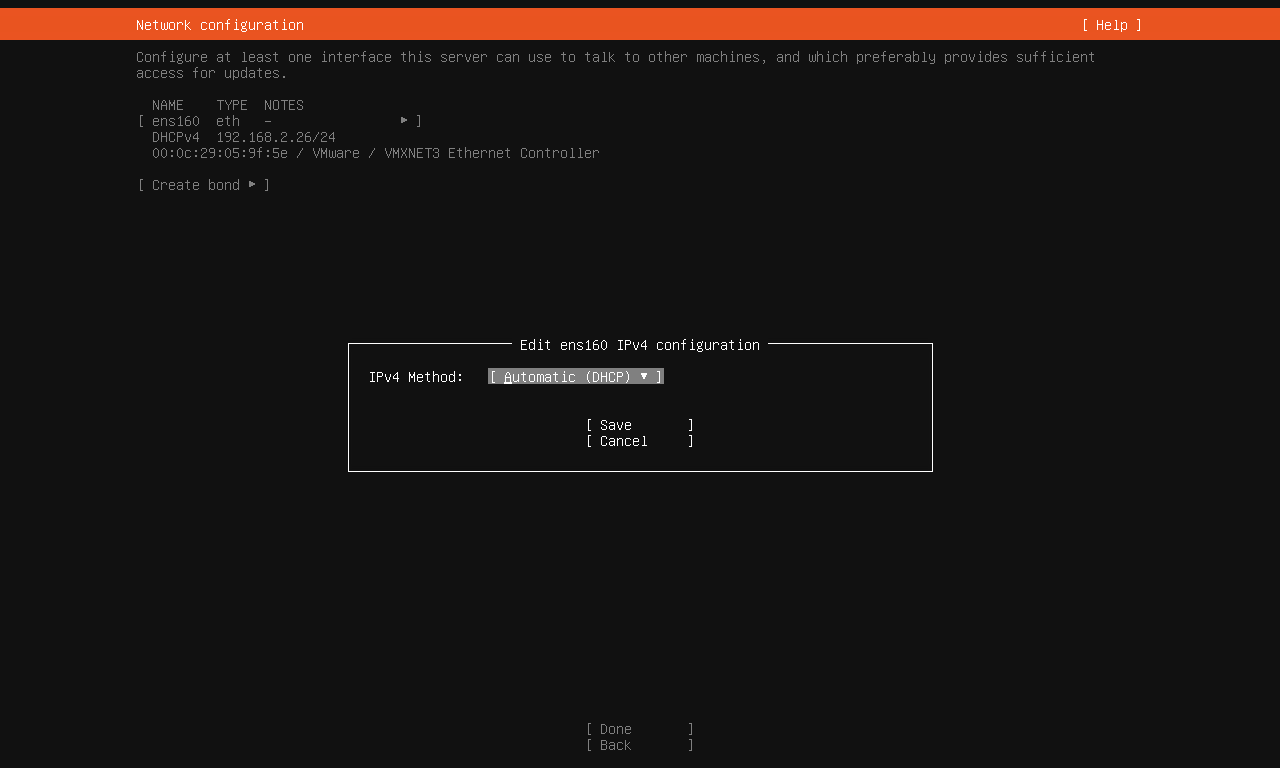 Network configuration [ Help ]
Configure at least one interface this server can use to talk to other machines, and which preferably provides sufficient
access for updates.
NAME TYPE NOTES
[ ens160 eth – ▸ ]
DHCPv4 192.168.2.26/24
00:0c:29:05:9f:5e / VMware / VMXNET3 Ethernet Controller
[ Create bond ▸ ]
Edit ens160 IPv4 configuration
IPv4 Method: [ Automatic (DHCP) ▾ ]
[ Save ]
[ Cancel ]
[ Done ]
[ Back ]